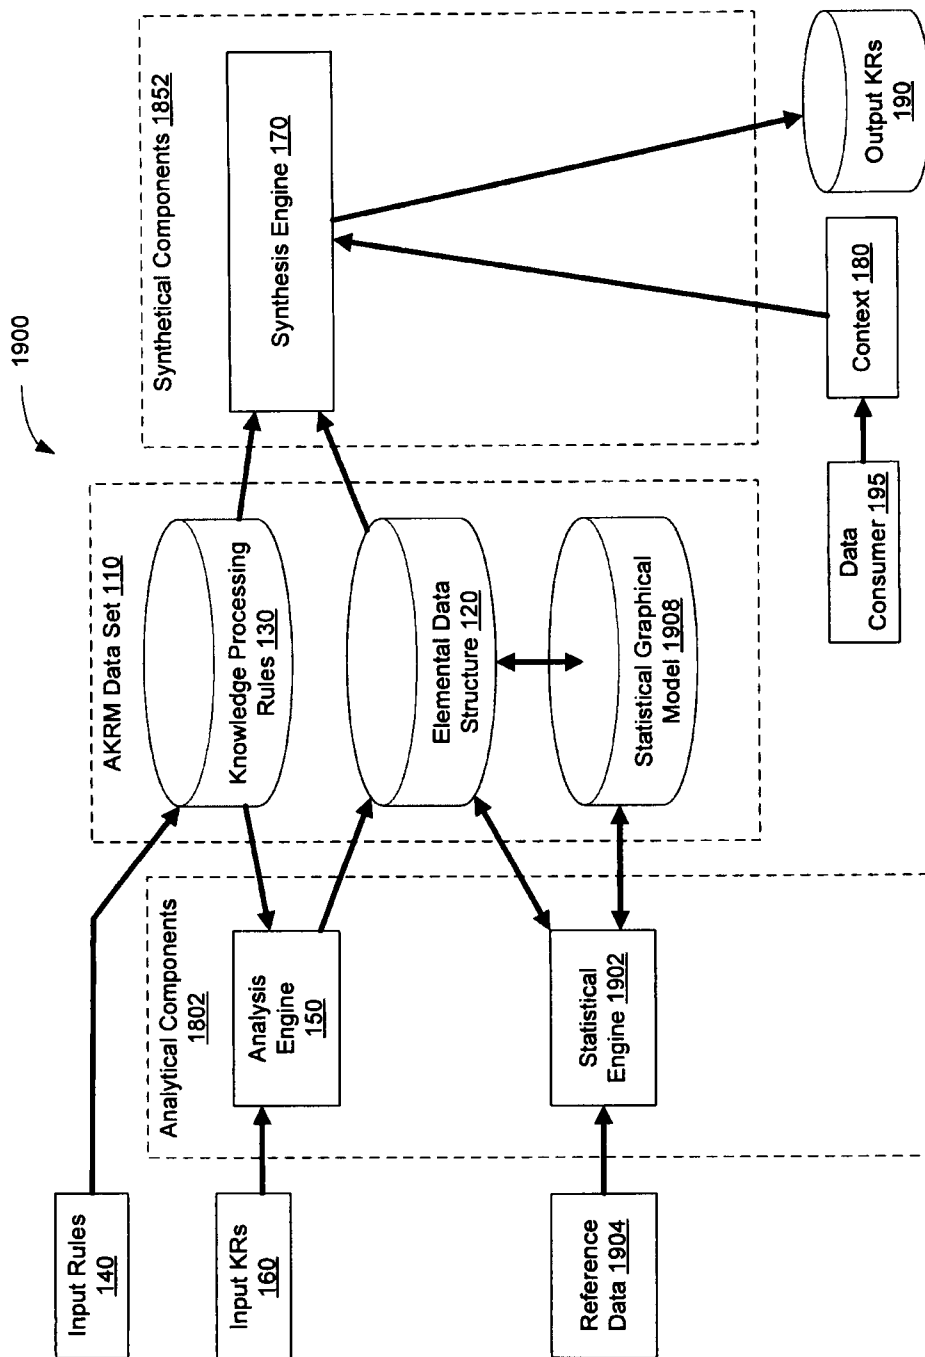 1900
Input Rules
140
Input KRs
160
Reference
Data 1904
Analytical Components
1802
Analysis
Engine
150
Statistical
Engine 1902
AKRM Data Set 110
Knowledge Processing
Rules 130
Elemental Data
Structure 120
Statistical Graphical
Model 1908
Synthetical Components 1852
Synthesis Engine 170
Data
Consumer 195
Context 180
Output KRs
190